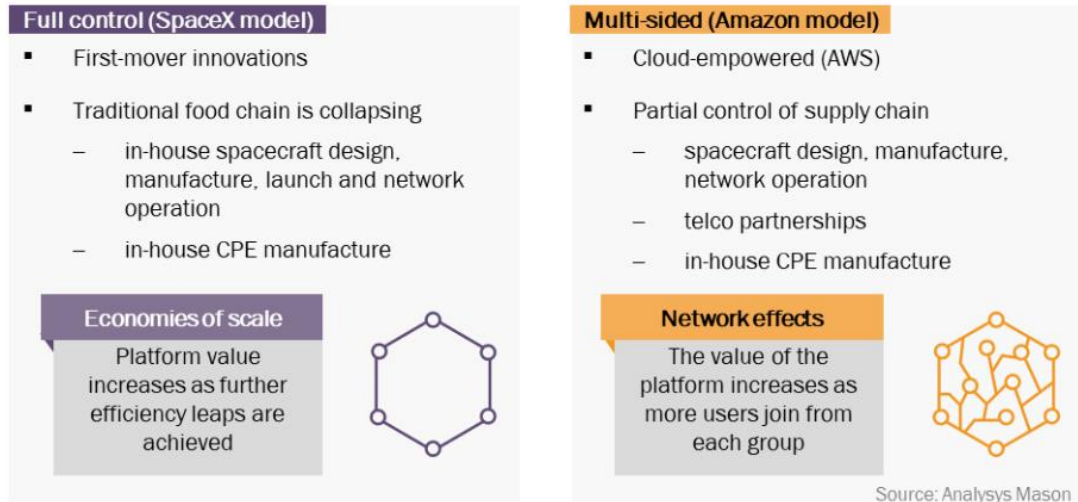 Full control (SpaceX model)
▪ First-mover innovations
▪ Traditional food chain is collapsing
– in-house spacecraft design,
manufacture, launch and network
operation
– in-house CPE manufacture
Economies of scale
Platform value
increases as further
efficiency leaps are
achieved
Multi-sided (Amazon model)
▪ Cloud-empowered (AWS)
▪ Partial control of supply chain
– spacecraft design, manufacture,
network operation
– telco partnerships
– in-house CPE manufacture
Network effects
The value of the
platform increases as
more users join from
each group
Source: Analysys Mason